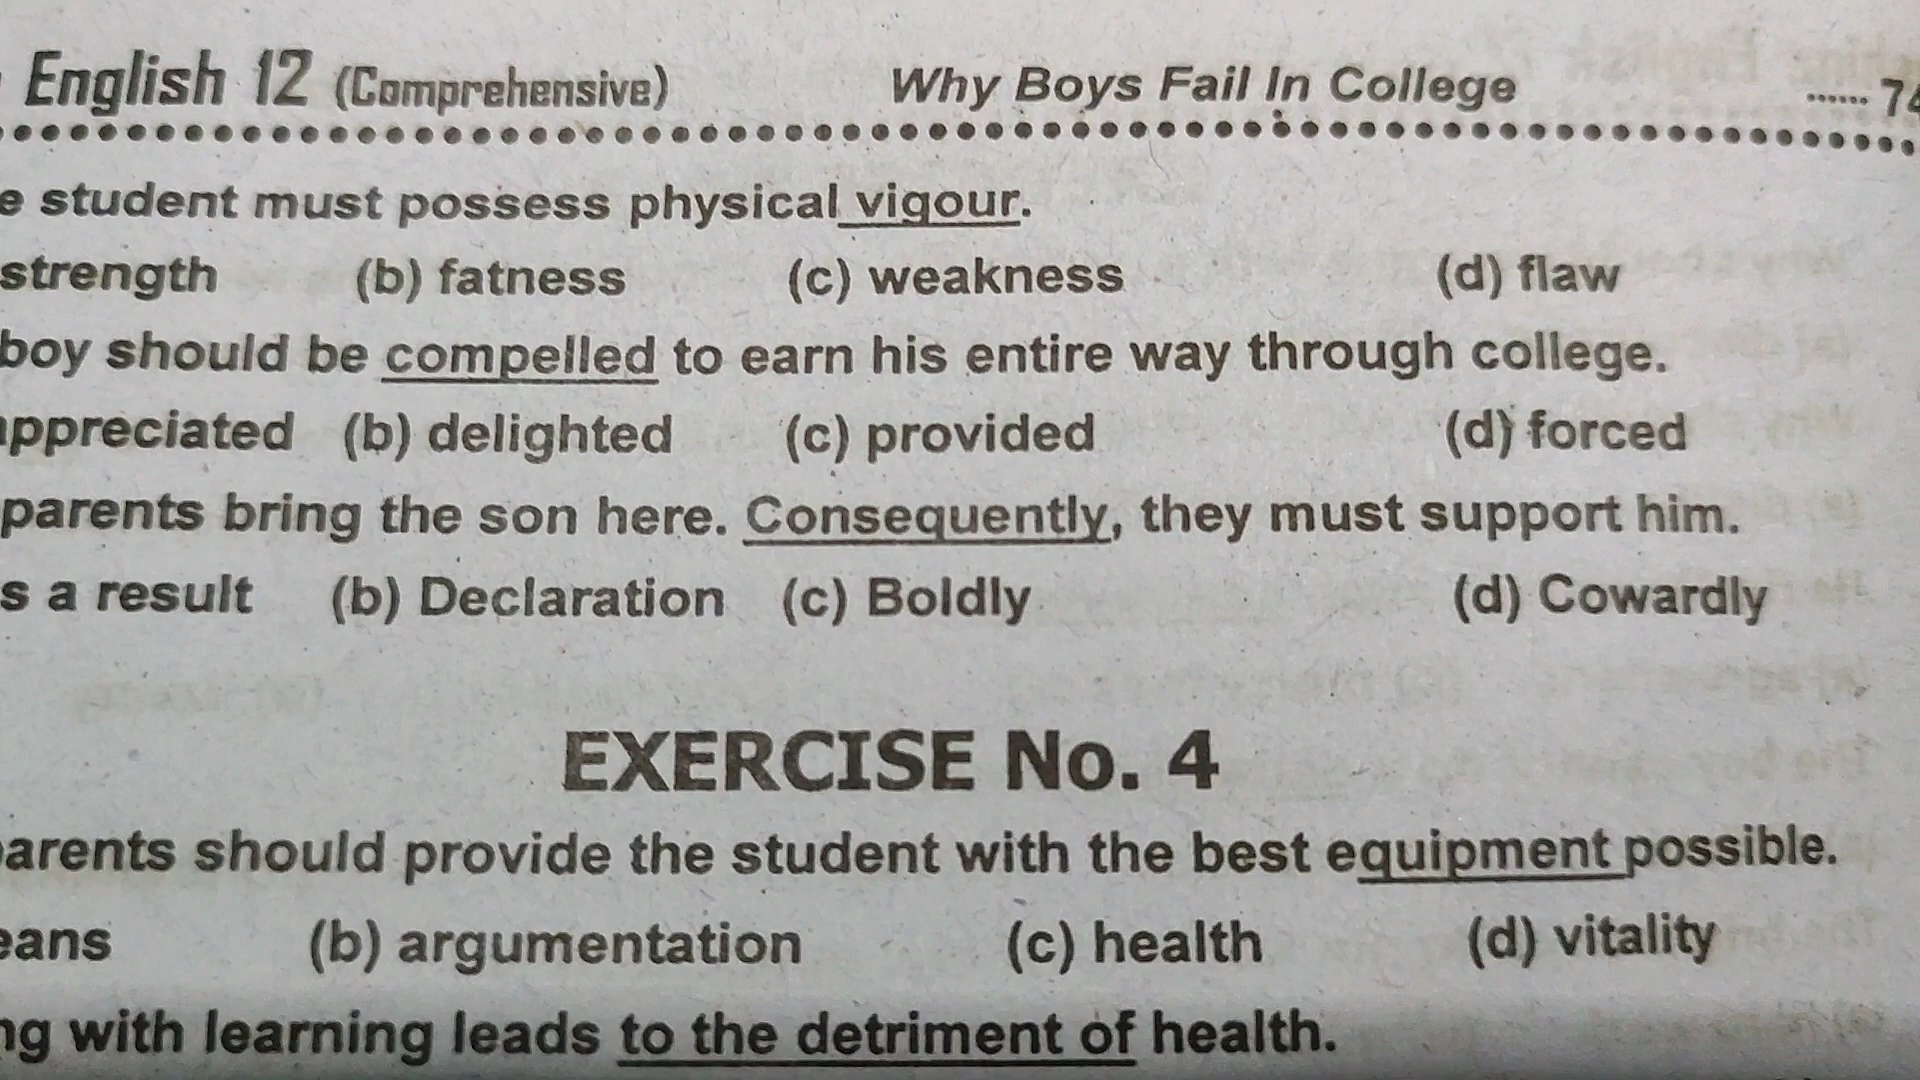 English 12 (Comprehensive) Why Boys Fail In College ...... 74
student must possess physical vigour.
strength (b) fatness (c) weakness (d) flaw
boy should be compelled to earn his entire way through college.
ppreciated (b) delighted (c) provided (d) forced
parents bring the son here. Consequently, they must support him.
s a result (b) Declaration (c) Boldly (d) Cowardly
EXERCISE No. 4
arents should provide the student with the best equipment possible.
eans (b) argumentation (c) health (d) vitality
ng with learning leads to the detriment of health.